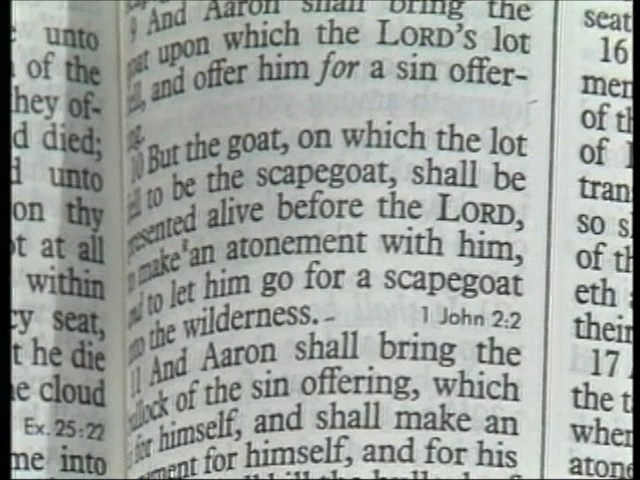 unto
of the
they of-
d died;
unto
on thy
at all
within
cy seat,
t he die
e cloud
Ex. 25:22
me into
9 And Aaron shall bring the
goat upon which the LORD'S lot
fell, and offer him for a sin offer-
ing.
10 But the goat, on which the lot
fell to be the scapegoat, shall be
presented alive before the LORD,
to make an atonement with him,
and to let him go for a scapegoat
into the wilderness. 1 John 2:2
11 And Aaron shall bring the
bullock of the sin offering, which
is for himself, and shall make an
atonement for himself, and for his
seat
16
men
of th
of
tran
so s
of th
eth
their
17
the t
when
atone